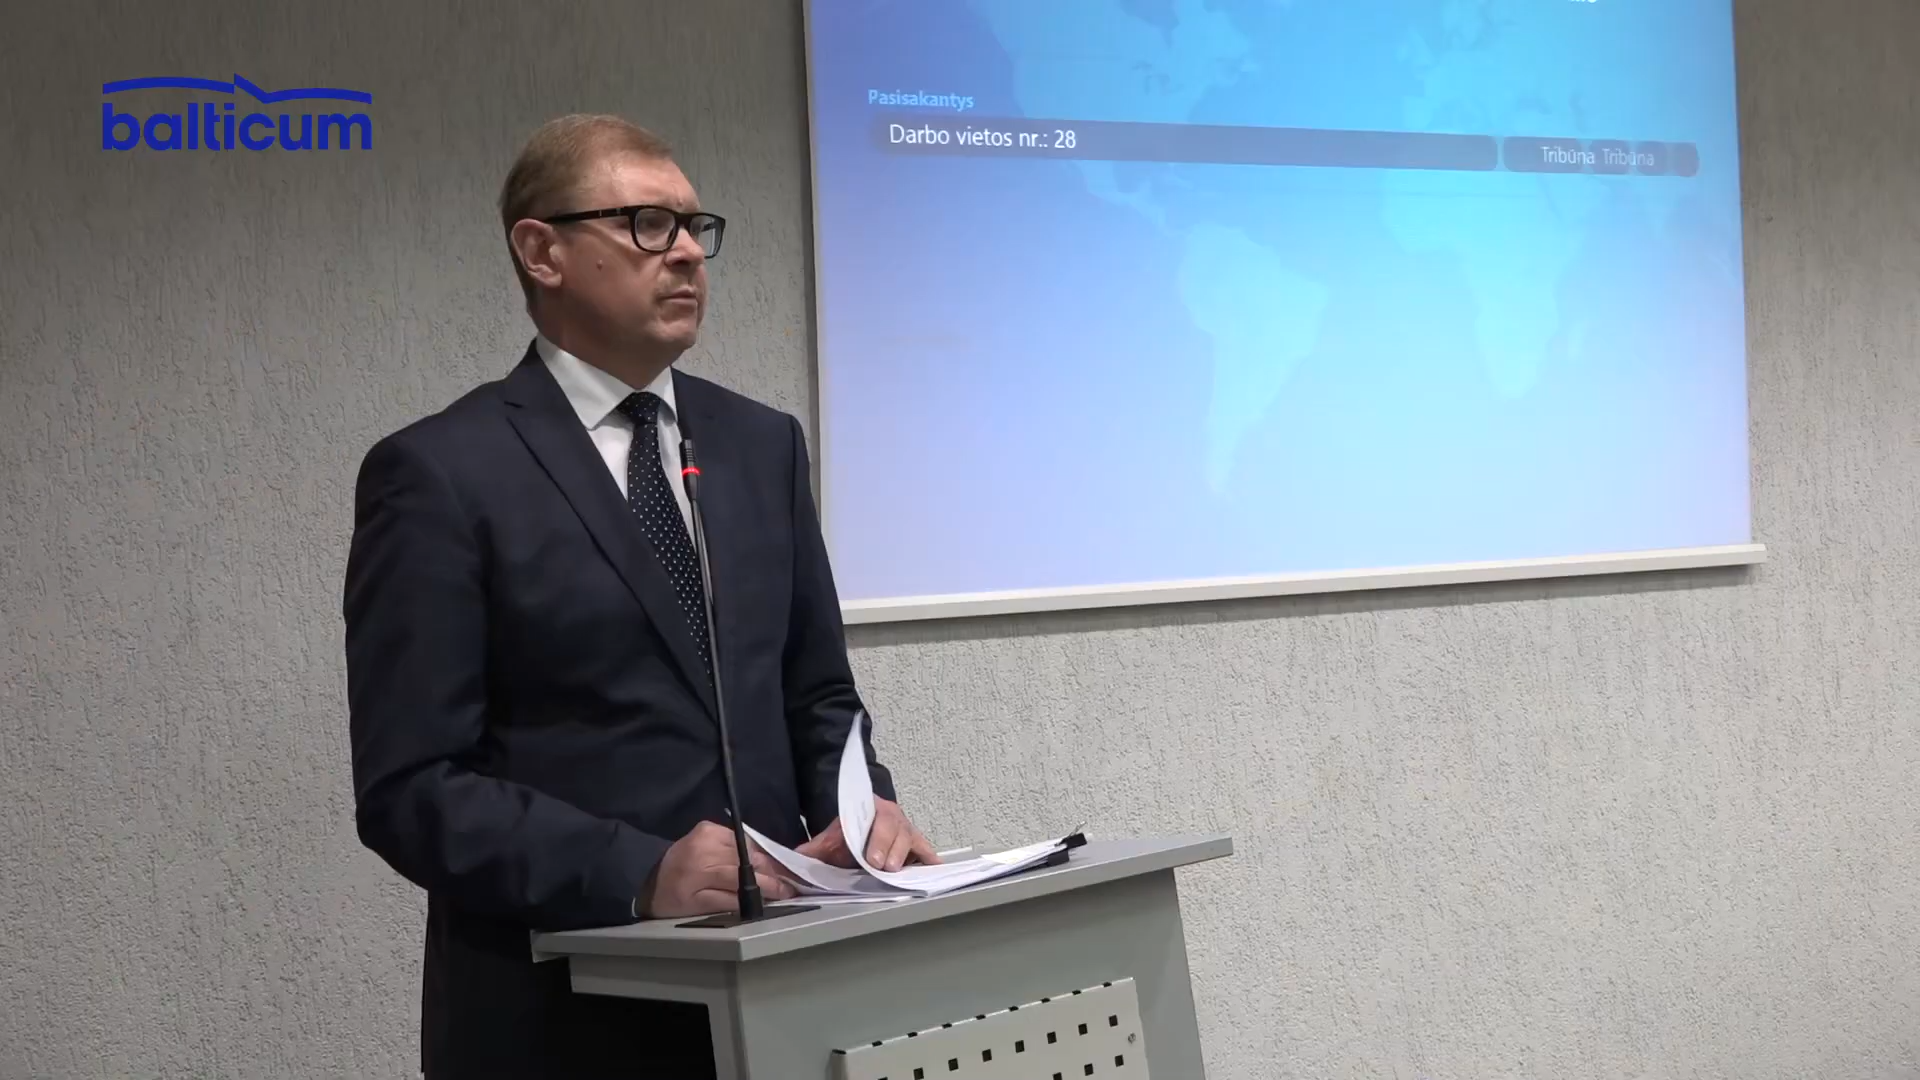 balticum
Pasisakantys
Darbo vietos nr.: 28
Tribūna Tribūna